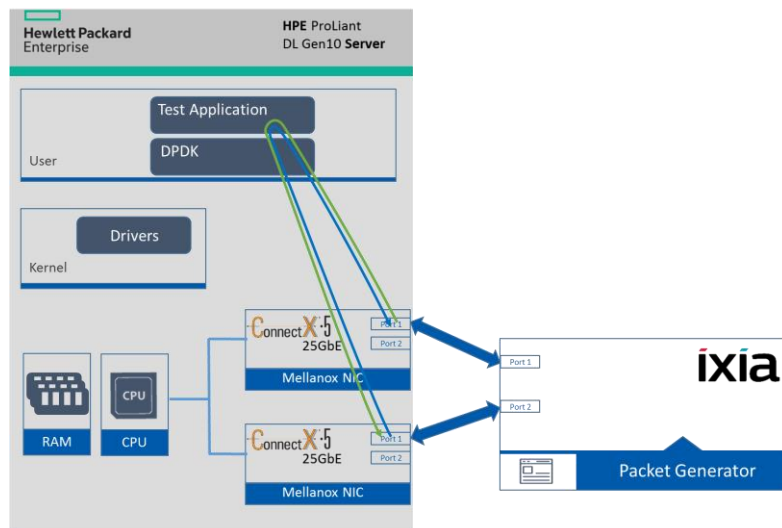 Hewlett Packard
Enterprise
HPE ProLiant
DL Gen10 Server
Test Application
DPDK
User
Drivers
Kernel
ConnectX·5
25GbE
Port 1
Port 2
Mellanox NIC
RAM
CPU
CPU
ConnectX·5
25GbE
Port 1
Port 2
Mellanox NIC
Port 1
Port 2
ixia
Packet Generator